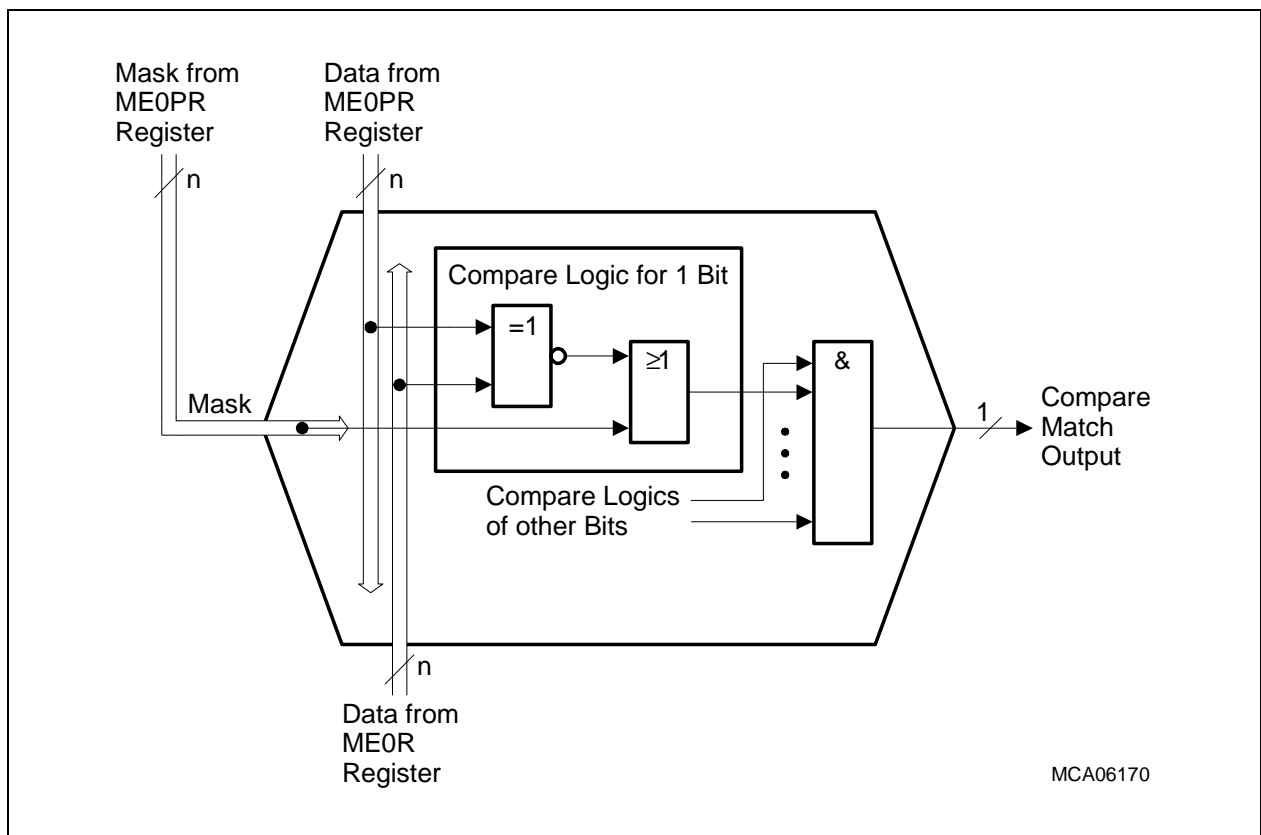 Mask from
ME0PR
Register
Data from
ME0PR
Register
n
n
Compare Logic for 1 Bit
=1
≥1
&
Mask
1
Compare
Match
Output
Compare Logics
of other Bits
n
Data from
ME0R
Register
MCA06170